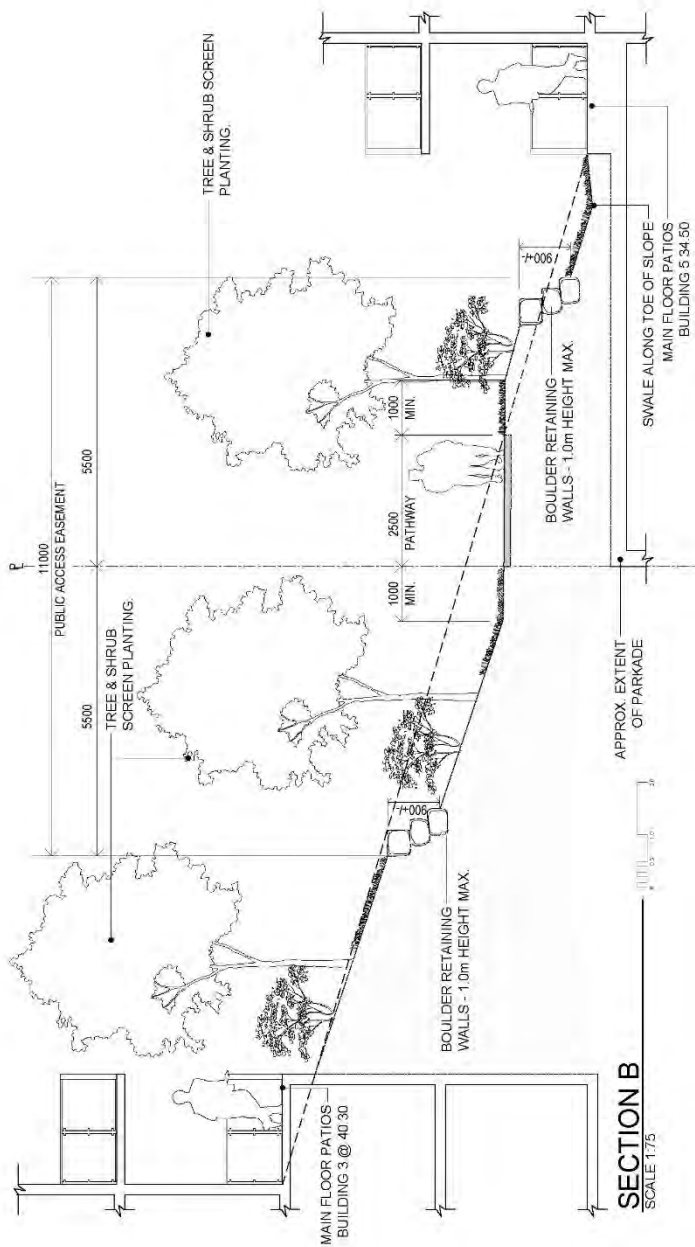 TREE & SHRUB SCREEN
PLANTING.
11000
PUBLIC ACCESS EASEMENT
5500
5500
TREE & SHRUB
SCREEN PLANTING.
1000
MIN.
2500
PATHWAY
1000
MIN.
900+/-
900+/-
MAIN FLOOR PATIOS
BUILDING 3 @ 40.30
BOULDER RETAINING
WALLS - 1.0m HEIGHT MAX.
BOULDER RETAINING
WALLS - 1.0m HEIGHT MAX.
SWALE ALONG TOE OF SLOPE
MAIN FLOOR PATIOS
BUILDING 5 34.50
APPROX. EXTENT
OF PARKADE
SECTION B
SCALE 1:75